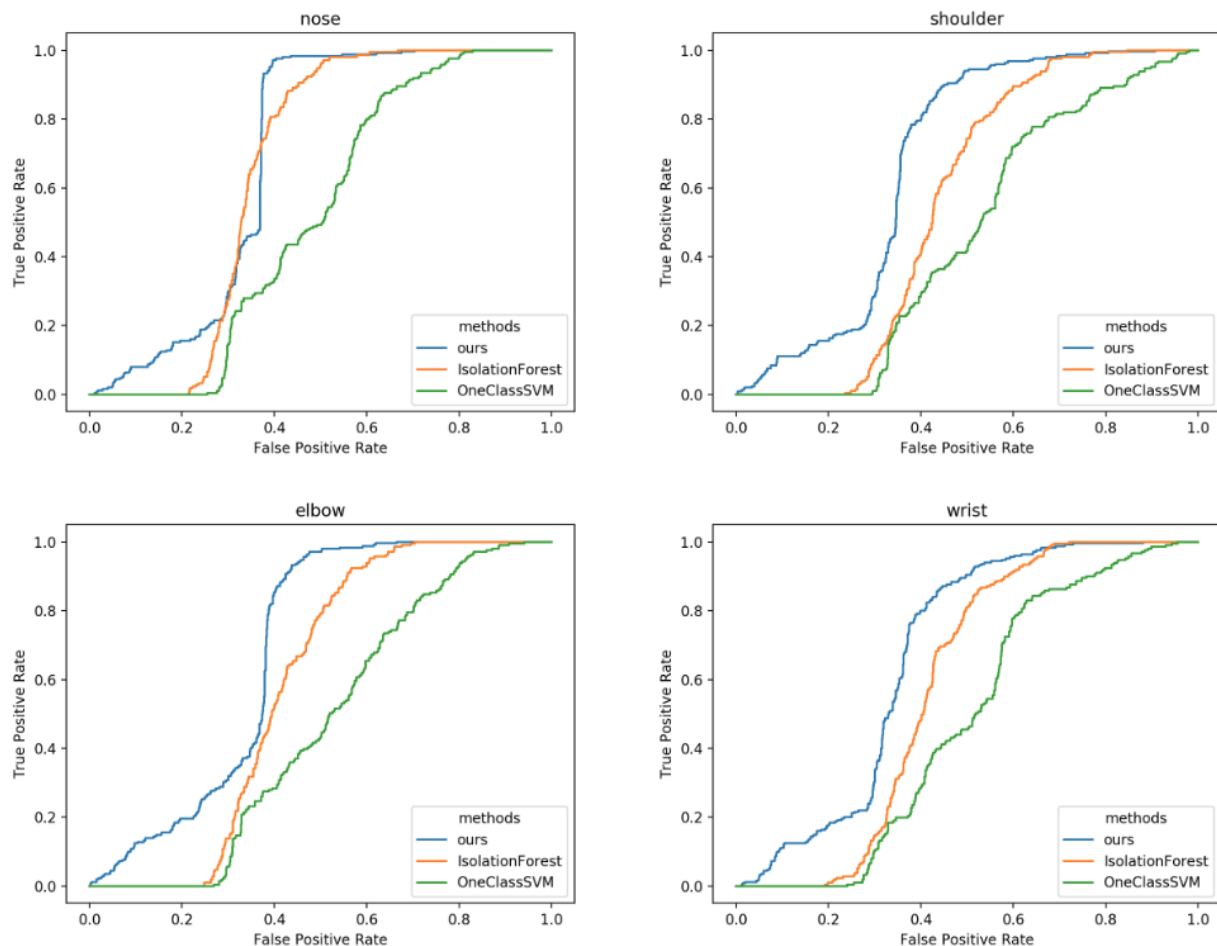 nose
1.0
0.8
0.6
0.4
0.2
0.0
True Positive Rate
methods
ours
IsolationForest
OneClassSVM
0.0 0.2 0.4 0.6 0.8 1.0
False Positive Rate
shoulder
1.0
0.8
0.6
0.4
0.2
0.0
True Positive Rate
methods
ours
IsolationForest
OneClassSVM
0.0 0.2 0.4 0.6 0.8 1.0
False Positive Rate
elbow
1.0
0.8
0.6
0.4
0.2
0.0
True Positive Rate
methods
ours
IsolationForest
OneClassSVM
0.0 0.2 0.4 0.6 0.8 1.0
False Positive Rate
wrist
1.0
0.8
0.6
0.4
0.2
0.0
True Positive Rate
methods
ours
IsolationForest
OneClassSVM
0.0 0.2 0.4 0.6 0.8 1.0
False Positive Rate